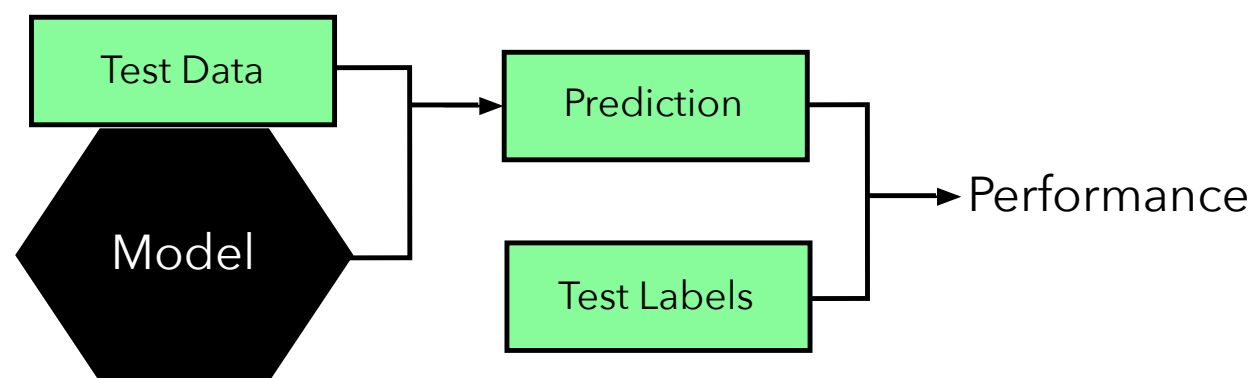 Test Data
Model
Prediction
Test Labels
Performance